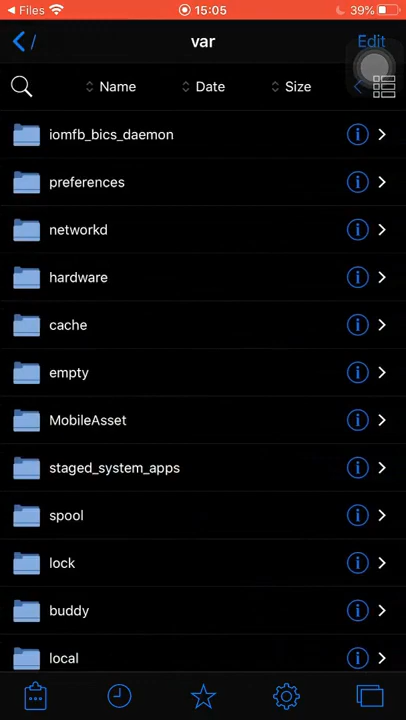 Files 15:05 39%
/ var Edit
Name Date Size
iomfb_bics_daemon
preferences
networkd
hardware
cache
empty
MobileAsset
staged_system_apps
spool
lock
buddy
local